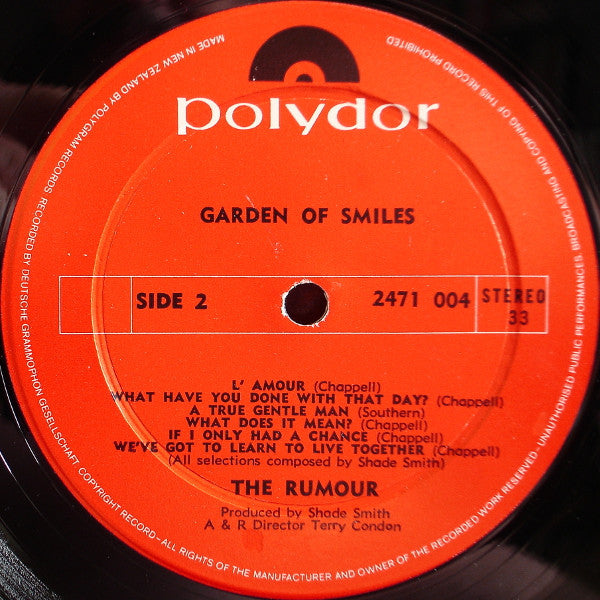 polydor
GARDEN OF SMILES
SIDE 2
2471 004
STEREO
33
L' AMOUR (Chappell)
WHAT HAVE YOU DONE WITH THAT DAY? (Chappell)
A TRUE GENTLE MAN (Southern)
WHAT DOES IT MEAN? (Chappell)
IF I ONLY HAD A CHANCE (Chappell)
WE'VE GOT TO LEARN TO LIVE TOGETHER (Chappell)
(All selections composed by Shade Smith)
THE RUMOUR
Produced by Shade Smith
A & R Director Terry Condon
MADE IN NEW ZEALAND BY POLYGRAM RECORDS. RECORDED BY DEUTSCHE GRAMMOPHON GESELLSCHAFT COPYRIGHT RECORD–ALL RIGHTS OF THE MANUFACTURER AND OWNER OF THE RECORDED WORK RESERVED–UNAUTHORISED PUBLIC PERFORMANCES, BROADCASTING AND COPYING OF THIS RECORD PROHIBITED